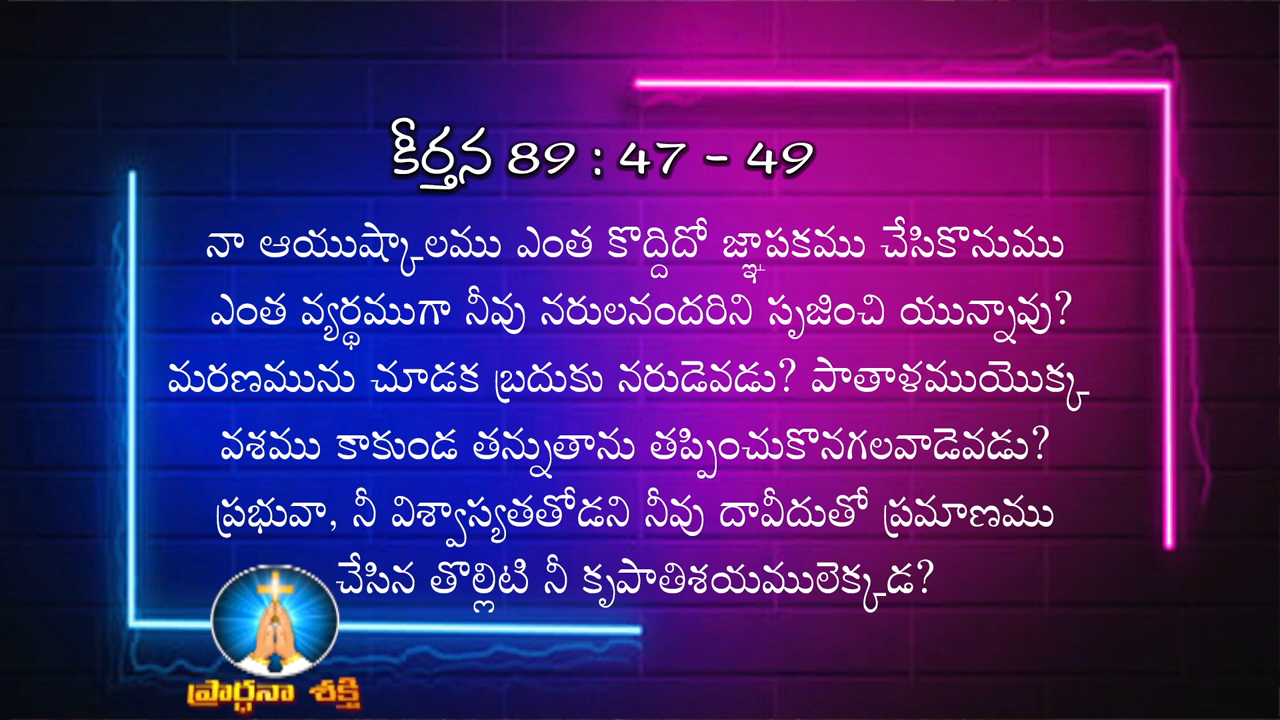 కీర్తన 89 : 47 - 49
నా ఆయుష్కాలము ఎంత కొద్దిదో జ్ఞాపకము చేసికొనుము
ఎంత వ్యర్థముగా నీవు నరులనందరిని సృజించి యున్నావు?
మరణమును చూడక బ్రదుకు నరుడెవడు? పాతాళముయొక్క
వశము కాకుండ తన్నుతాను తప్పించుకొనగలవాడెవడు?
ప్రభువా, నీ విశ్వాస్యతతోడని నీవు దావీదుతో ప్రమాణము
చేసిన తొల్లిటి నీ కృపాతిశయములెక్కడ?
ప్రార్ధనా శక్తి